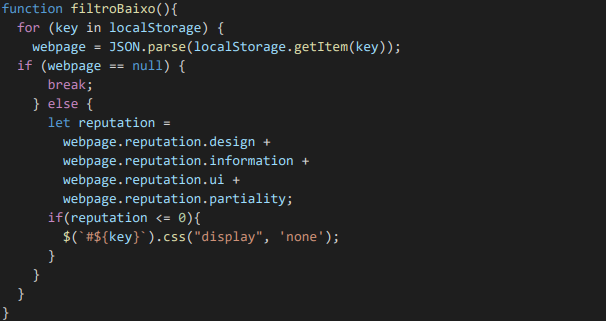 function filtroBaixo(){
  for (key in localStorage) {
    webpage = JSON.parse(localStorage.getItem(key));
  if (webpage == null) {
      break;
    } else {
      let reputation =
        webpage.reputation.design +
        webpage.reputation.information +
        webpage.reputation.ui +
        webpage.reputation.partiality;
      if(reputation <= 0){
        $(`#${key}`).css("display", 'none');
      }
    }
  }
}